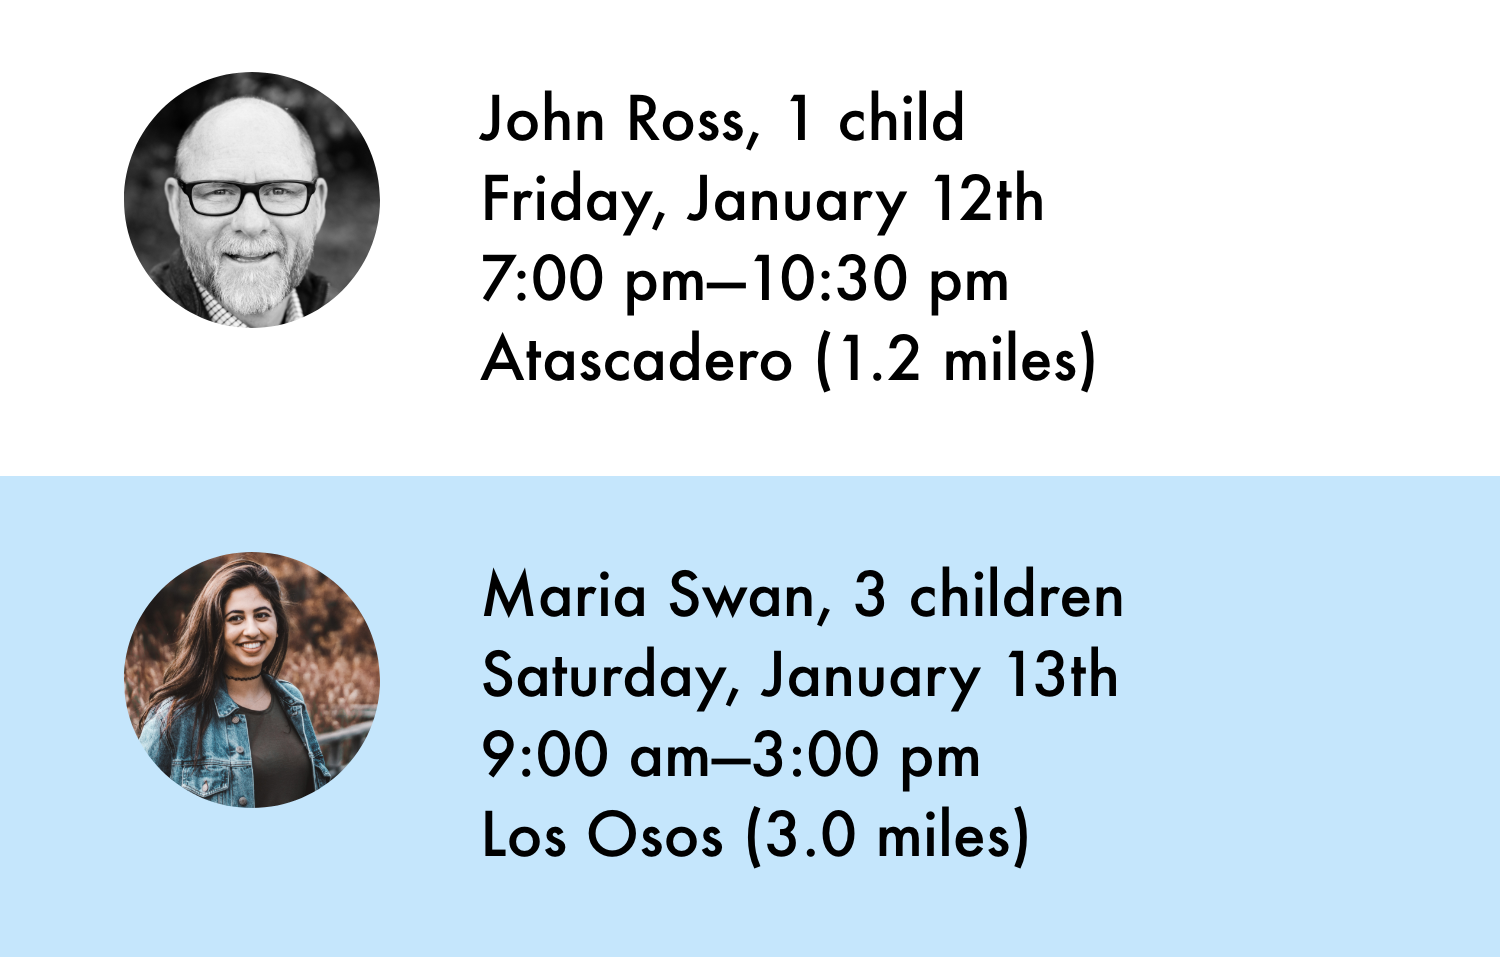 John Ross, 1 child
Friday, January 12th
7:00 pm—10:30 pm
Atascadero (1.2 miles)
Maria Swan, 3 children
Saturday, January 13th
9:00 am—3:00 pm
Los Osos (3.0 miles)